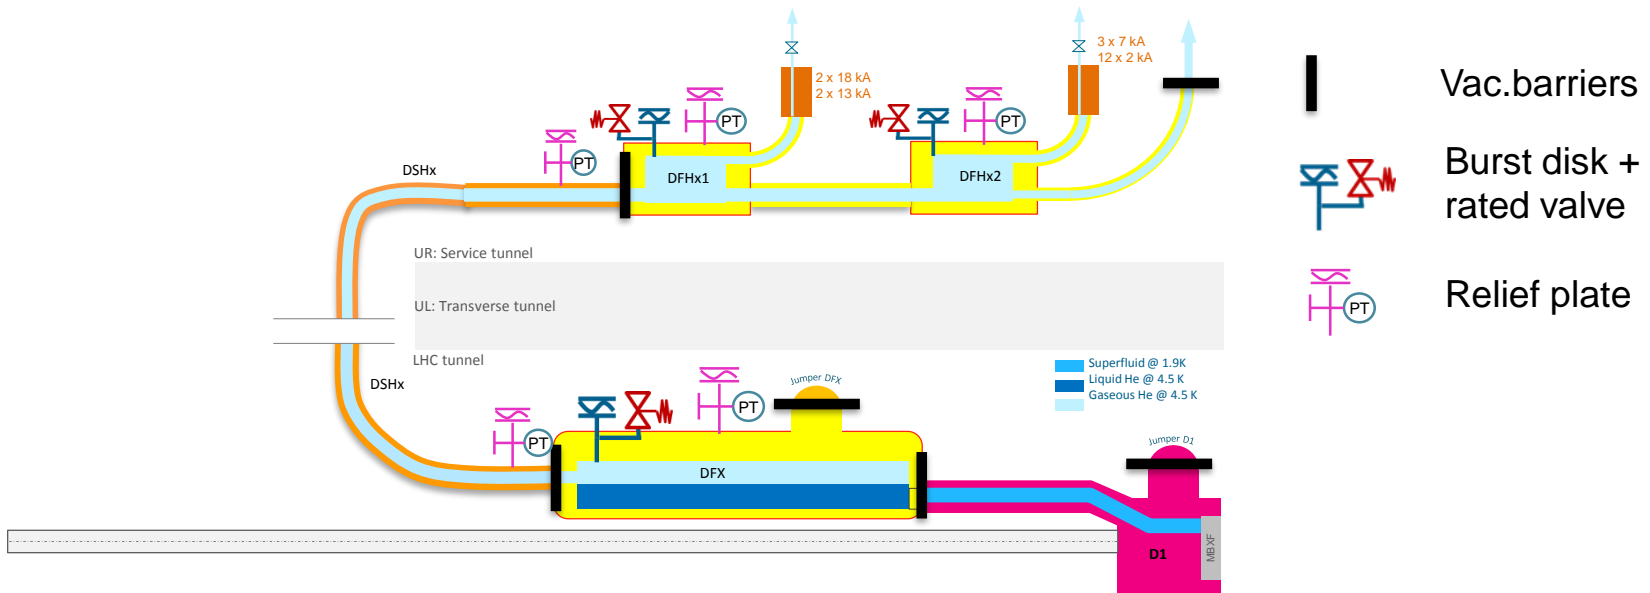 2 x 18 kA
2 x 13 kA
3 x 7 kA
12 x 2 kA
PT
PT
PT
DSHx
DFHx1
DFHx2
UR: Service tunnel
UL: Transverse tunnel
LHC tunnel
DSHx
Superfluid @ 1.9K
Liquid He @ 4.5 K
Gaseous He @ 4.5 K
Jumper DFX
PT
PT
DFX
Jumper D1
D1
MBXF
Vac.barriers
Burst disk +
rated valve
Relief plate
PT